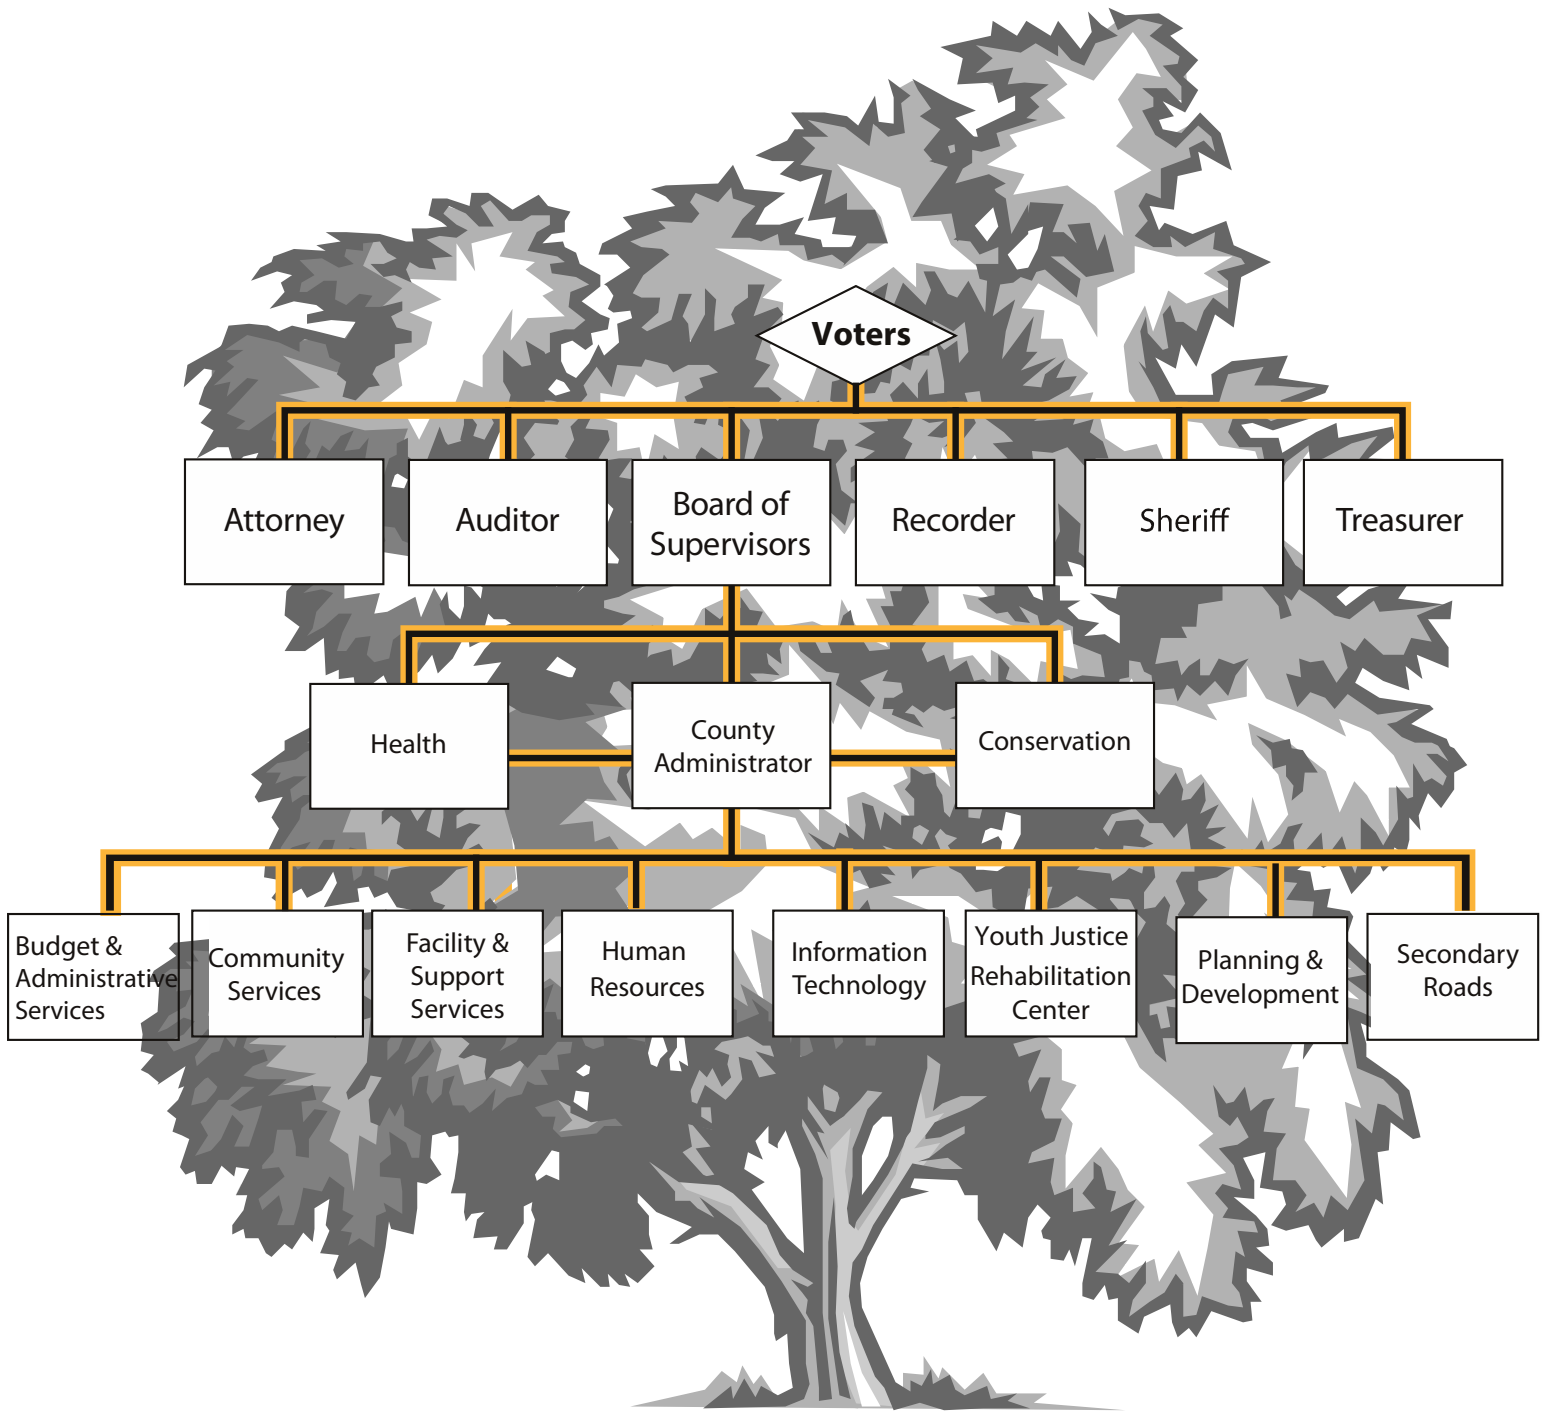 Voters
Attorney
Auditor
Board of
Supervisors
Recorder
Sheriff
Treasurer
Health
County
Administrator
Conservation
Budget &
Administrative
Services
Community
Services
Facility &
Support
Services
Human
Resources
Information
Technology
Youth Justice
Rehabilitation
Center
Planning &
Development
Secondary
Roads